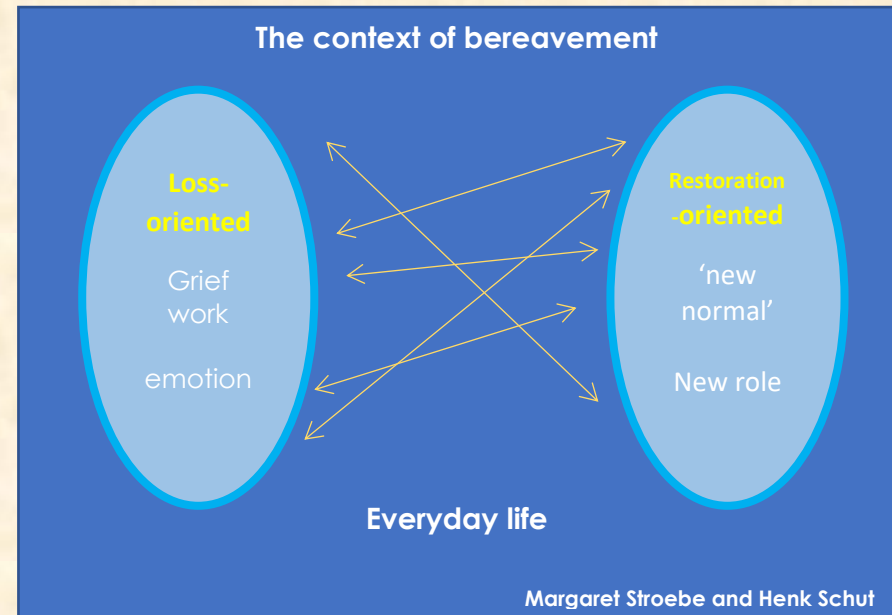 The context of bereavement
Loss-
oriented
Grief
work
emotion
Restoration
-oriented
‘new
normal’
New role
Everyday life
Margaret Stroebe and Henk Schut